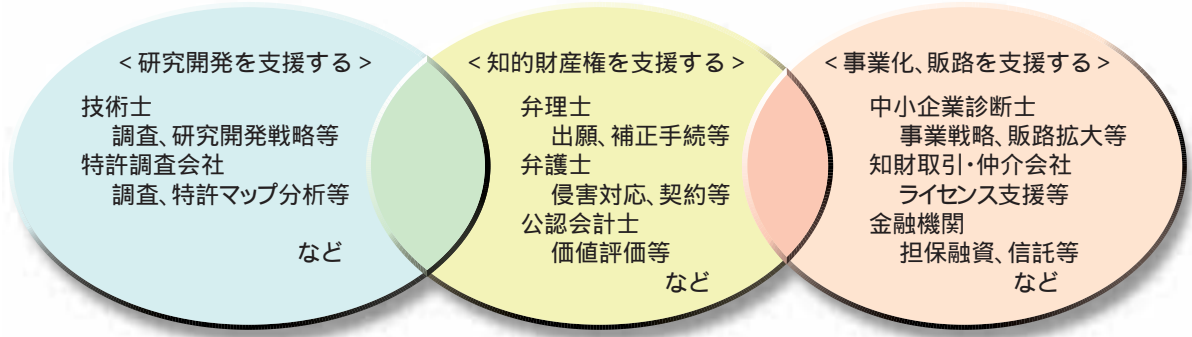 <研究開発を支援する>
技術士
調査、研究開発戦略等
特許調査会社
調査、特許マップ分析等
など
<知的財産権を支援する>
弁理士
出願、補正手続等
弁護士
侵害対応、契約等
公認会計士
価値評価等
など
<事業化、販路を支援する>
中小企業診断士
事業戦略、販路拡大等
知財取引・仲介会社
ライセンス支援等
金融機関
担保融資、信託等
など